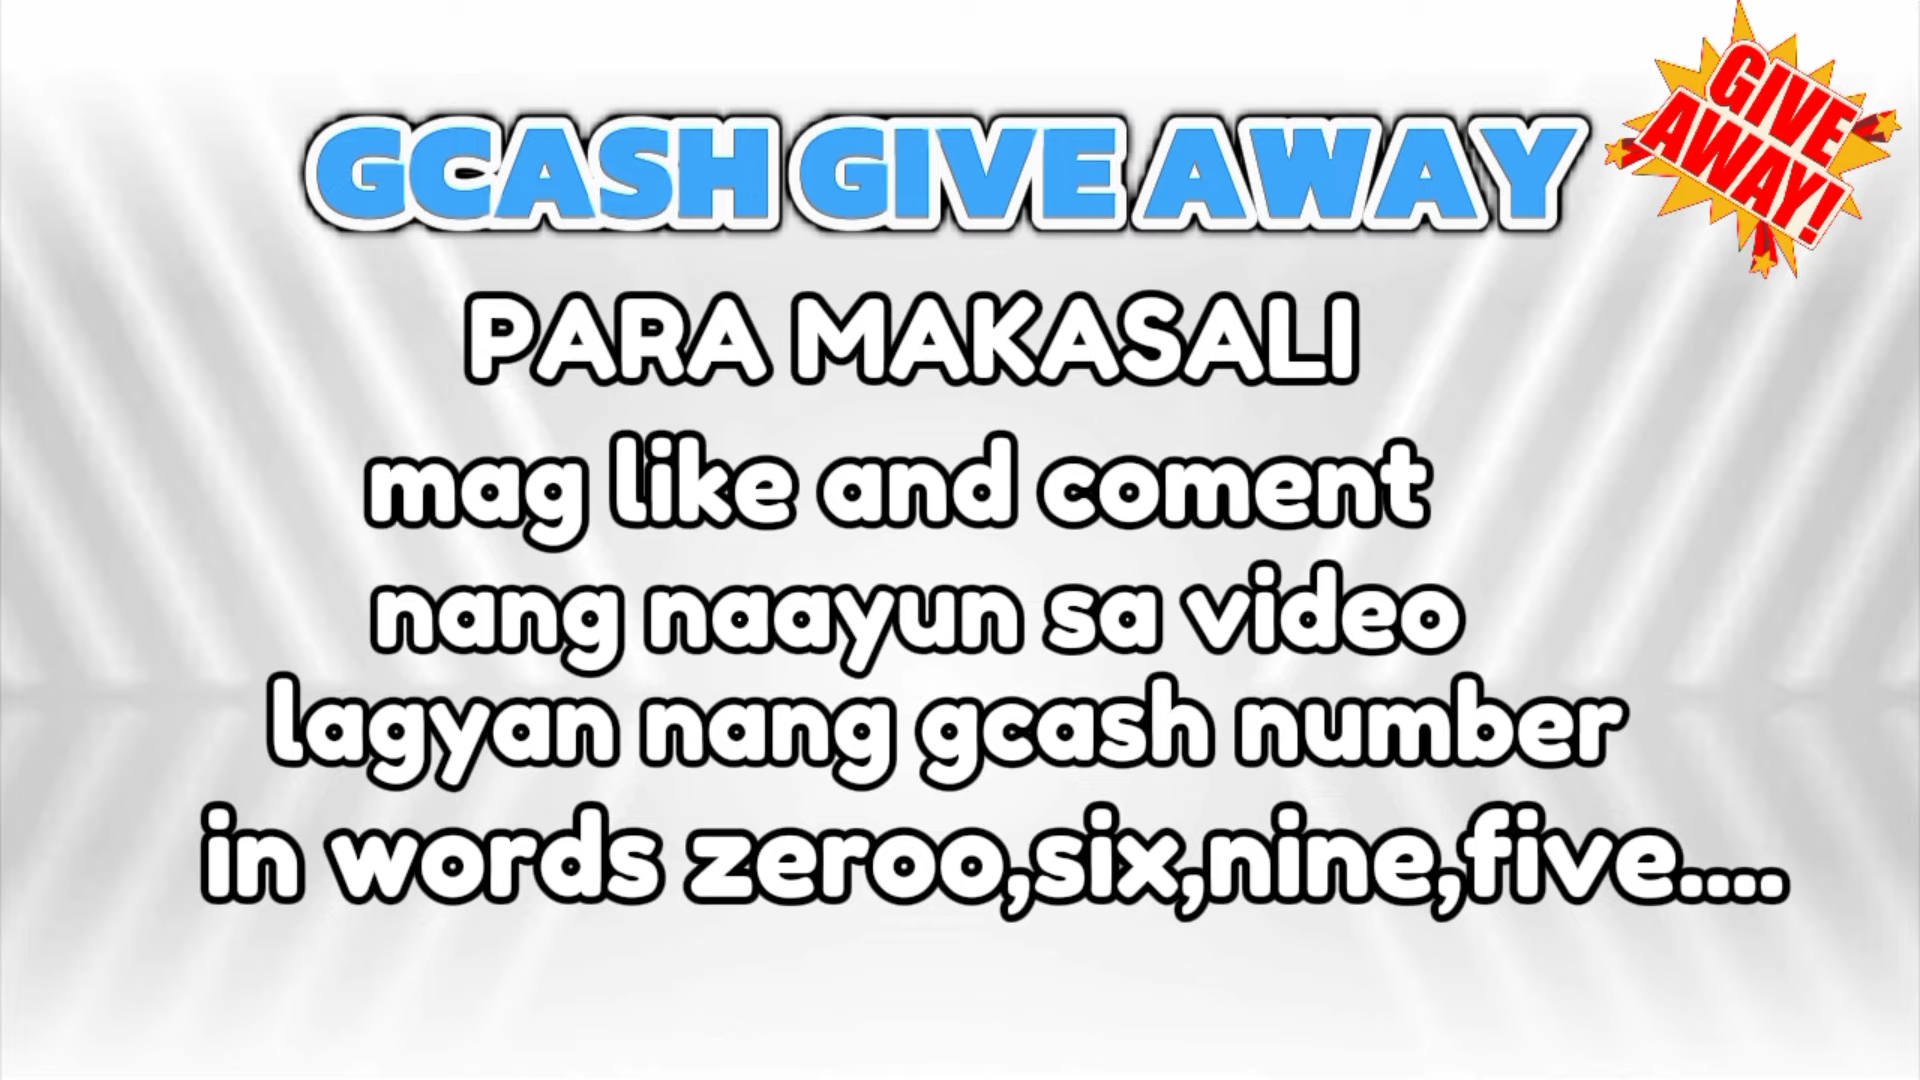 GCASH GIVE AWAY
GIVE
AWAY!
PARA MAKASALI
mag like and coment
nang naayun sa video
lagyan nang gcash number
in words zeroo,six,nine,five....